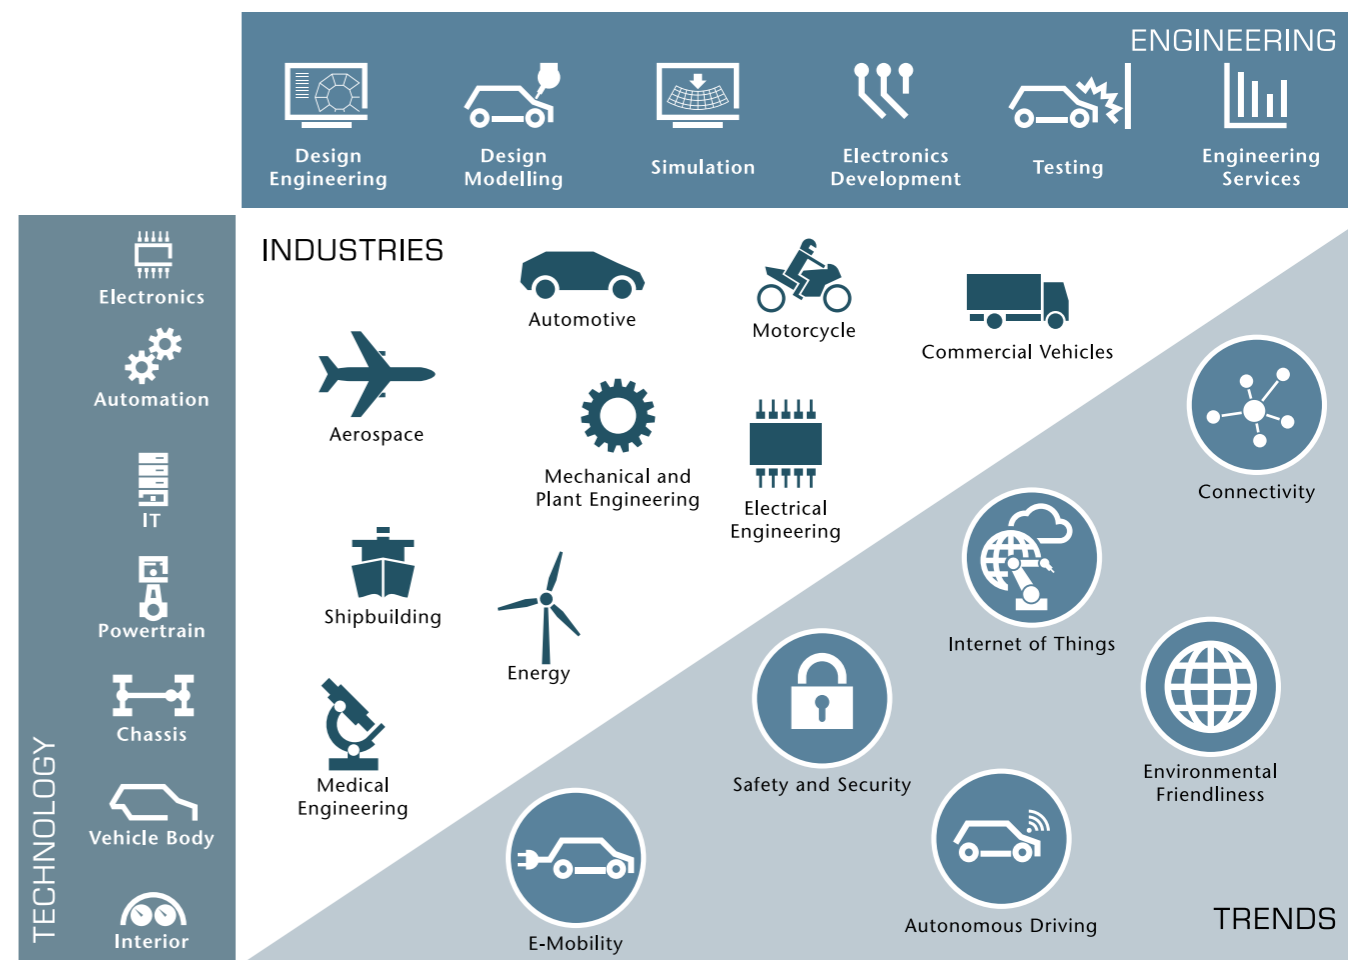 ENGINEERING
Design
Engineering
Design
Modelling
Simulation
Electronics
Development
Testing
Engineering
Services
TECHNOLOGY
Electronics
Automation
IT
Powertrain
Chassis
Vehicle Body
Interior
INDUSTRIES
Automotive
Motorcycle
Commercial Vehicles
Aerospace
Mechanical and
Plant Engineering
Electrical
Engineering
Shipbuilding
Energy
Medical
Engineering
Connectivity
Internet of Things
Safety and Security
Environmental
Friendliness
E-Mobility
Autonomous Driving
TRENDS